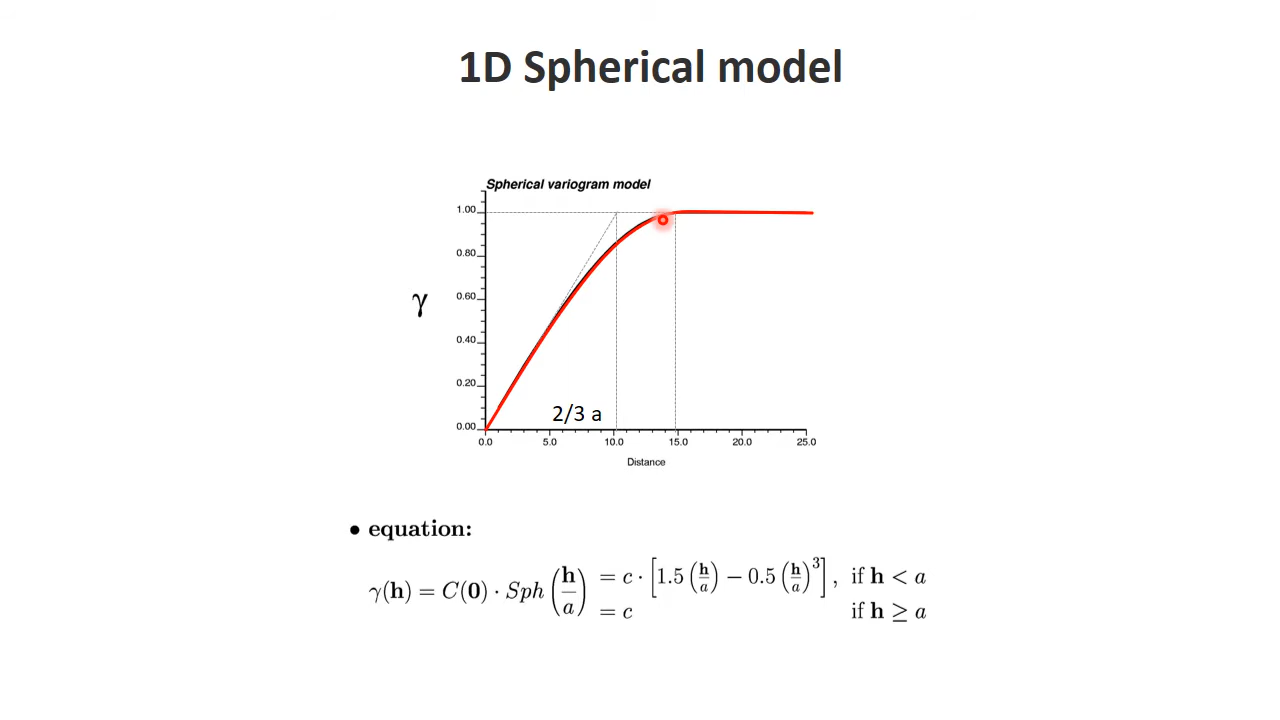 1D Spherical model
Spherical variogram model
1.00
0.80
γ
0.60
0.40
0.20
2/3 a
0.00
0.0 5.0 10.0 15.0 20.0 25.0
Distance
• equation:
γ(h) = C(0) · Sph (h/a) = c · [1.5 (h/a) − 0.5 (h/a)³] , if h < a
= c if h ≥ a